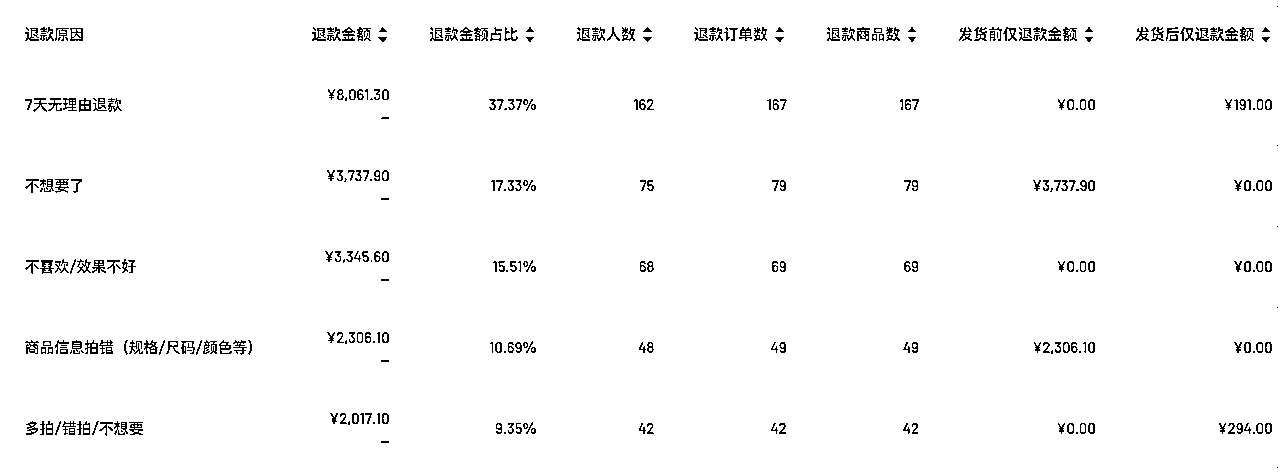 退款原因 退款金额 退款金额占比 退款人数 退款订单数 退款商品数 发货前仅退款金额 发货后仅退款金额
7天无理由退款 ¥8,061.30 37.37% 162 167 167 ¥0.00 ¥191.00
–
不想要了 ¥3,737.90 17.33% 75 79 79 ¥3,737.90 ¥0.00
–
不喜欢/效果不好 ¥3,345.60 15.51% 68 69 69 ¥0.00 ¥0.00
–
商品信息拍错（规格/尺码/颜色等） ¥2,306.10 10.69% 48 49 49 ¥2,306.10 ¥0.00
–
多拍/错拍/不想要 ¥2,017.10 9.35% 42 42 42 ¥0.00 ¥294.00
–